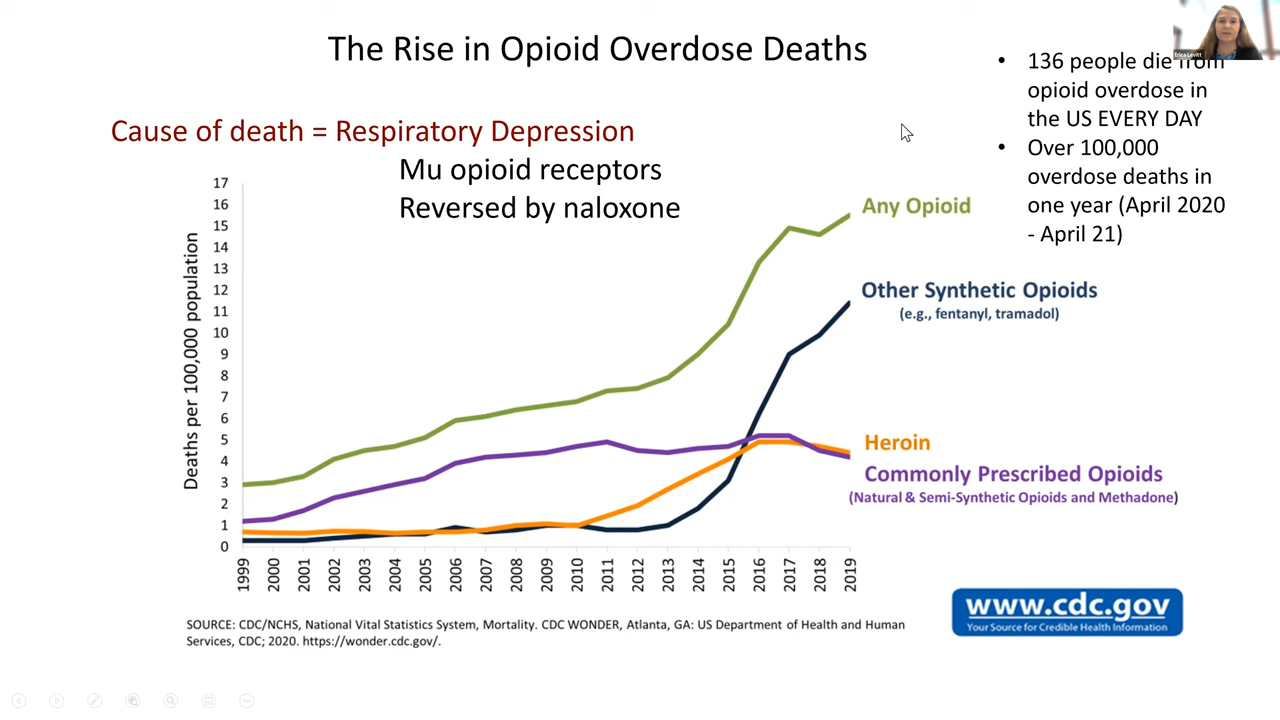 The Rise in Opioid Overdose Deaths
Erica Levitt
• 136 people die from
opioid overdose in
the US EVERY DAY
• Over 100,000
overdose deaths in
one year (April 2020
- April 21)
Cause of death = Respiratory Depression
Mu opioid receptors
Reversed by naloxone
Deaths per 100,000 population
17
16
15
14
13
12
11
10
9
8
7
6
5
4
3
2
1
0
Any Opioid
Other Synthetic Opioids
(e.g., fentanyl, tramadol)
Heroin
Commonly Prescribed Opioids
(Natural & Semi-Synthetic Opioids and Methadone)
1999 2000 2001 2002 2003 2004 2005 2006 2007 2008 2009 2010 2011 2012 2013 2014 2015 2016 2017 2018 2019
www.cdc.gov
Your Source for Credible Health Information
SOURCE: CDC/NCHS, National Vital Statistics System, Mortality. CDC WONDER, Atlanta, GA: US Department of Health and Human
Services, CDC; 2020. https://wonder.cdc.gov/.